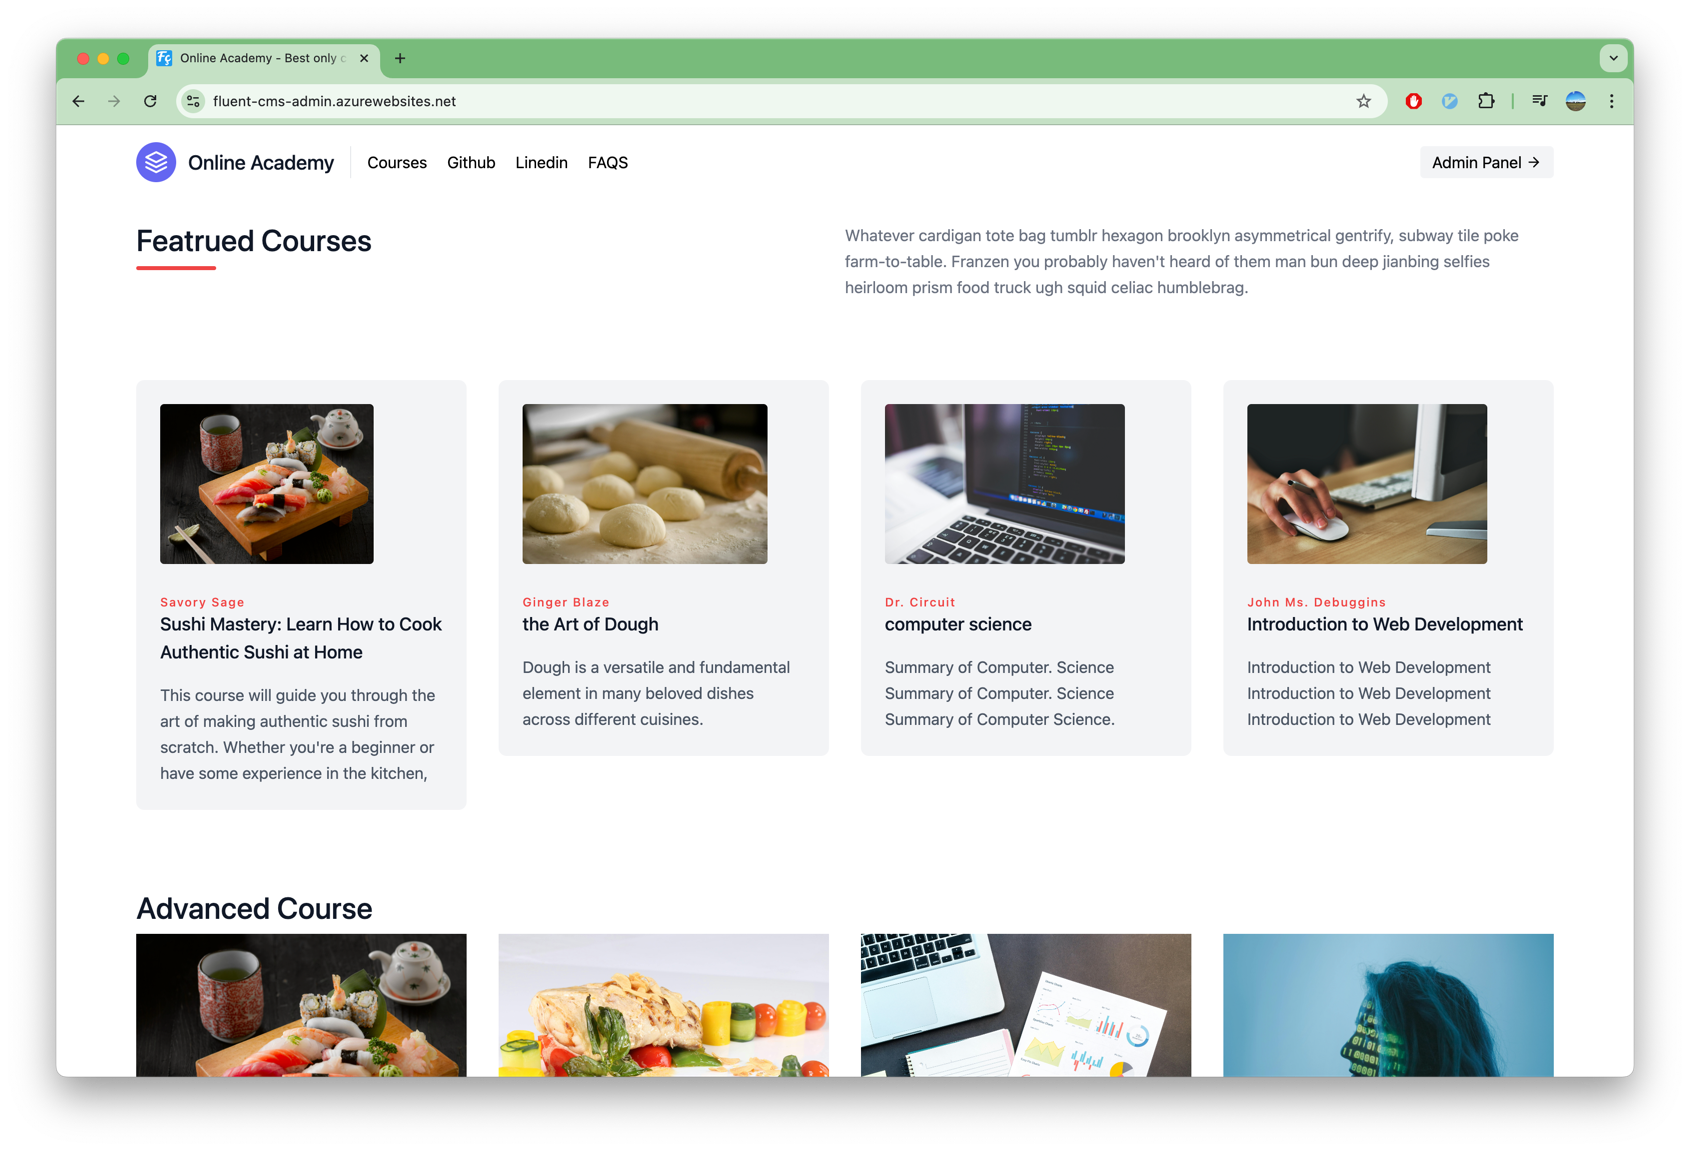 Online Academy - Best only
fluent-cms-admin.azurewebsites.net
Online Academy
Courses
Github
Linedin
FAQS
Admin Panel →
Featrued Courses
Whatever cardigan tote bag tumblr hexagon brooklyn asymmetrical gentrify, subway tile poke
farm-to-table. Franzen you probably haven't heard of them man bun deep jianbing selfies
heirloom prism food truck ugh squid celiac humblebrag.
Savory Sage
Sushi Mastery: Learn How to Cook
Authentic Sushi at Home
This course will guide you through the
art of making authentic sushi from
scratch. Whether you're a beginner or
have some experience in the kitchen,
Ginger Blaze
the Art of Dough
Dough is a versatile and fundamental
element in many beloved dishes
across different cuisines.
Dr. Circuit
computer science
Summary of Computer. Science
Summary of Computer. Science
Summary of Computer Science.
John Ms. Debuggins
Introduction to Web Development
Introduction to Web Development
Introduction to Web Development
Introduction to Web Development
Advanced Course